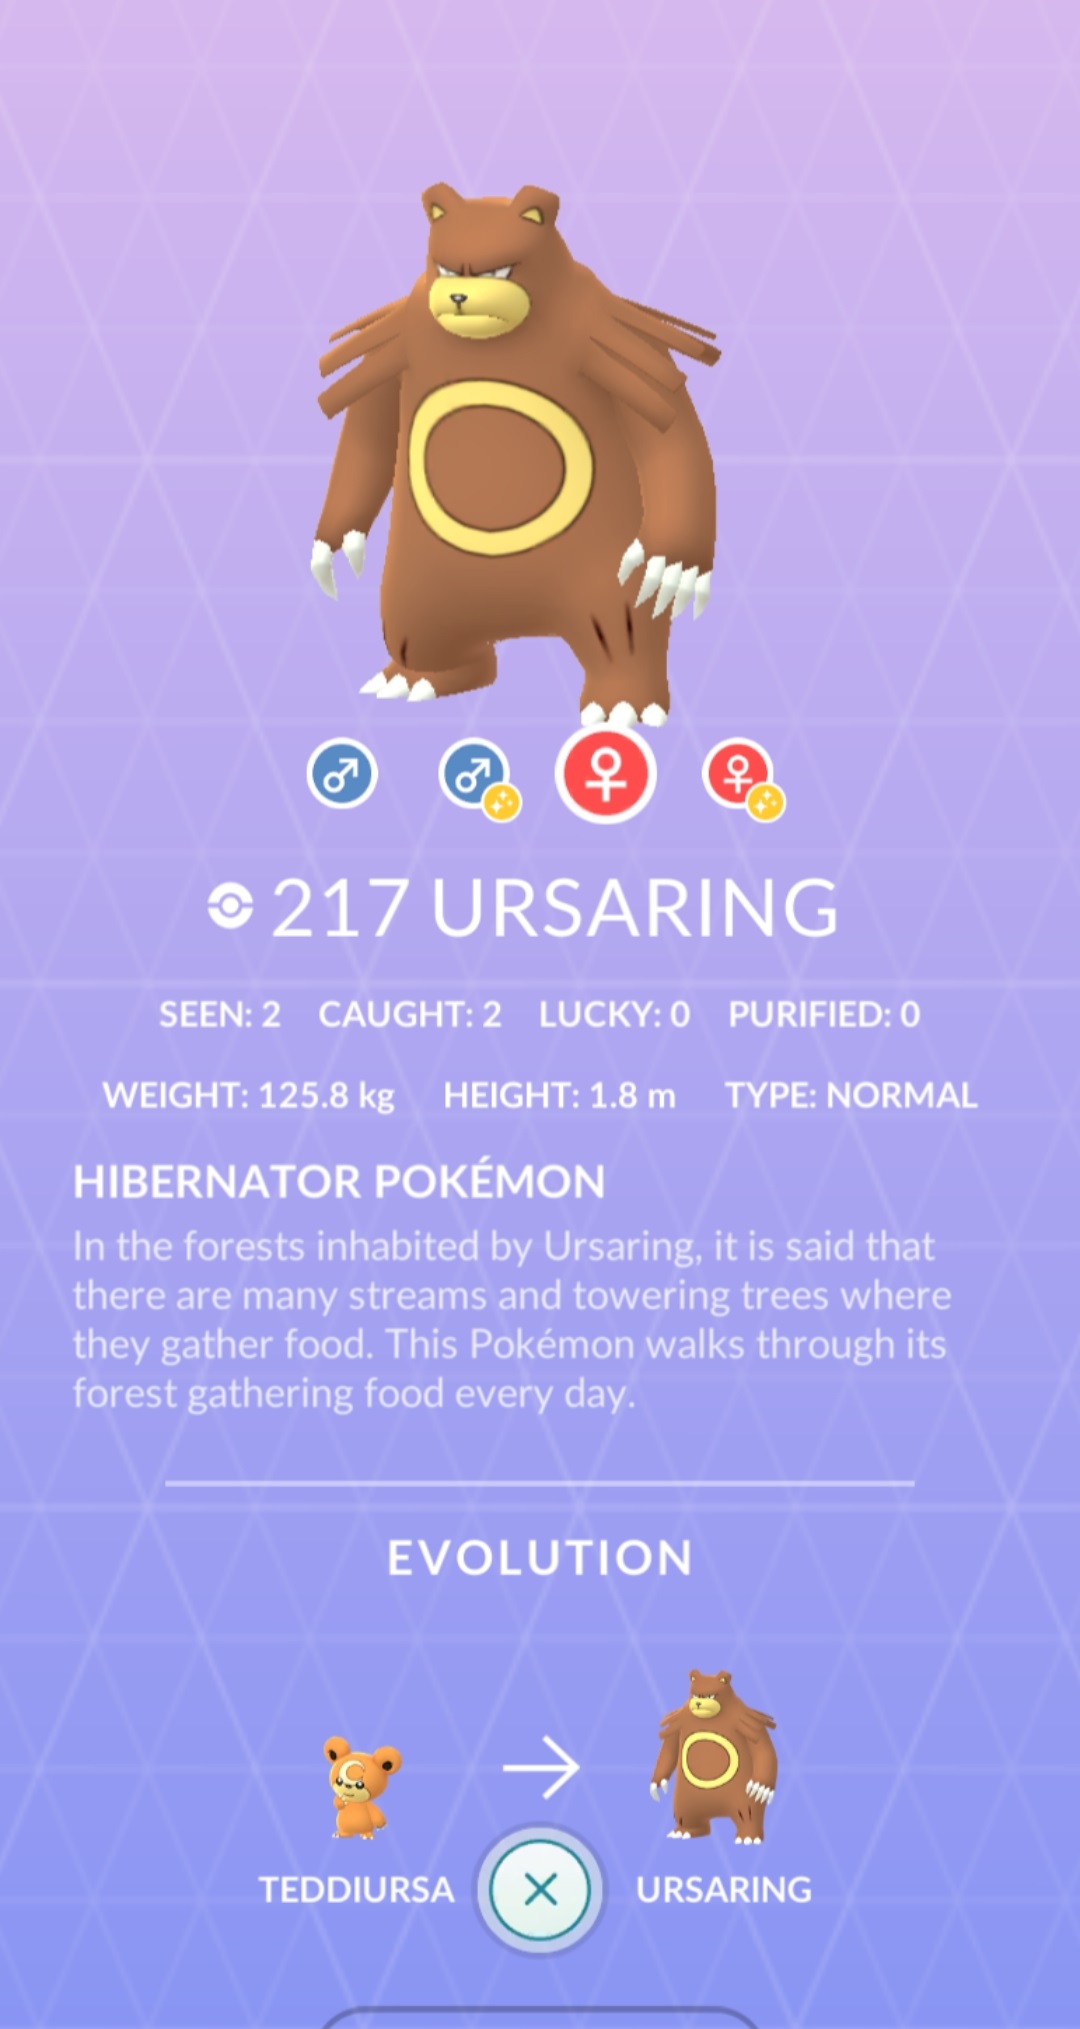 217 URSARING
SEEN: 2 CAUGHT: 2 LUCKY: 0 PURIFIED: 0
WEIGHT: 125.8 kg HEIGHT: 1.8 m TYPE: NORMAL
HIBERNATOR POKÉMON
In the forests inhabited by Ursaring, it is said that
there are many streams and towering trees where
they gather food. This Pokémon walks through its
forest gathering food every day.
EVOLUTION
TEDDIURSA URSARING